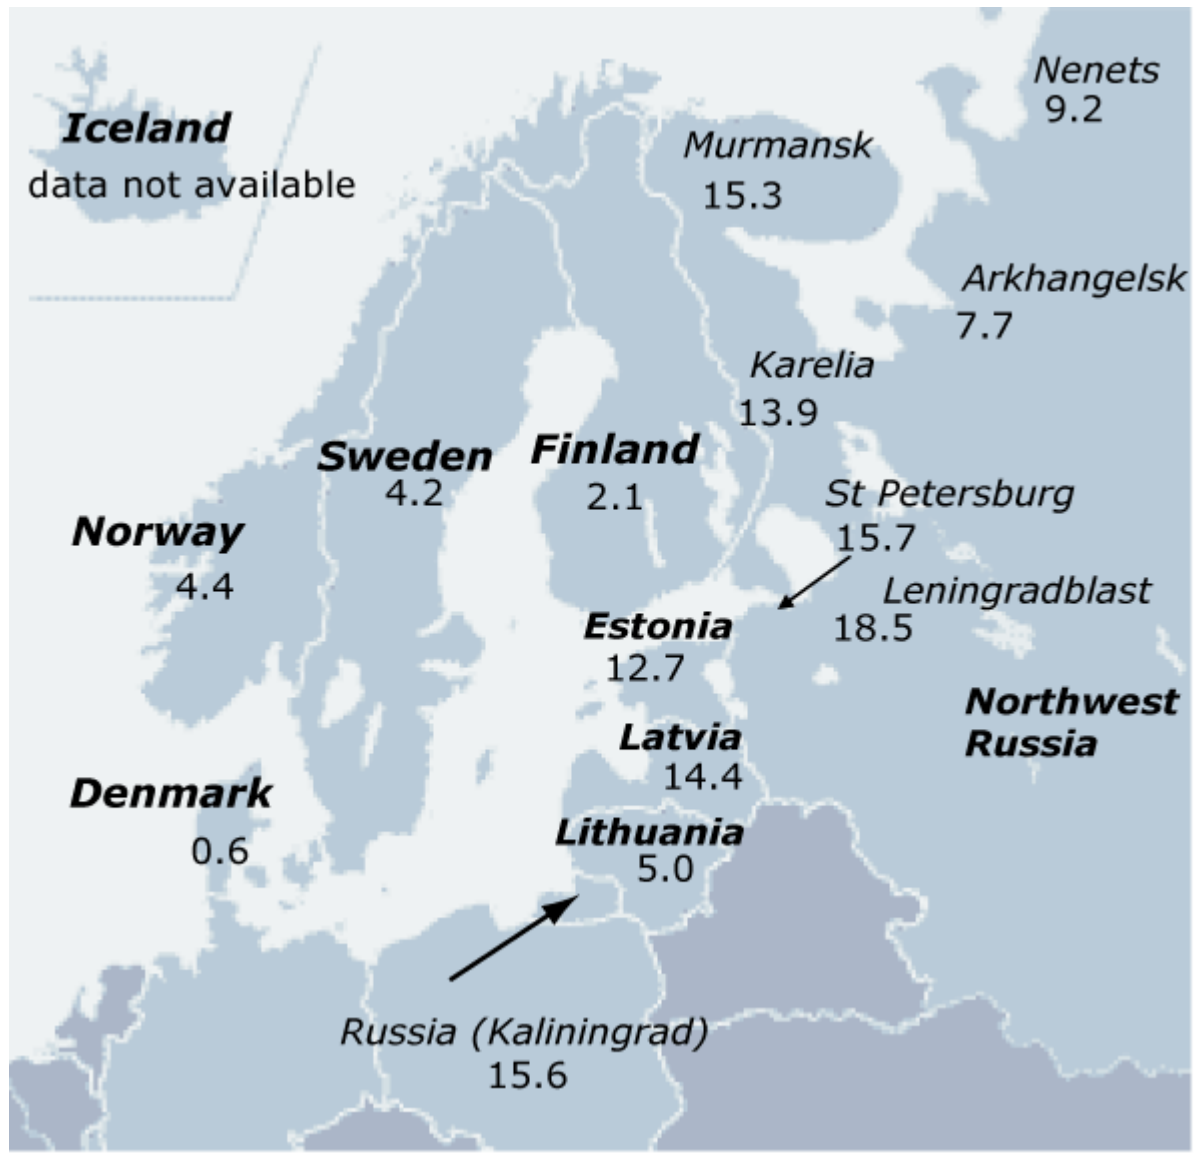 Nenets
9.2
Iceland
data not available
Murmansk
15.3
Arkhangelsk
7.7
Karelia
13.9
Sweden
4.2
Finland
2.1
St Petersburg
15.7
Norway
4.4
Leningradblast
18.5
Estonia
12.7
Northwest
Russia
Latvia
14.4
Denmark
0.6
Lithuania
5.0
Russia (Kaliningrad)
15.6